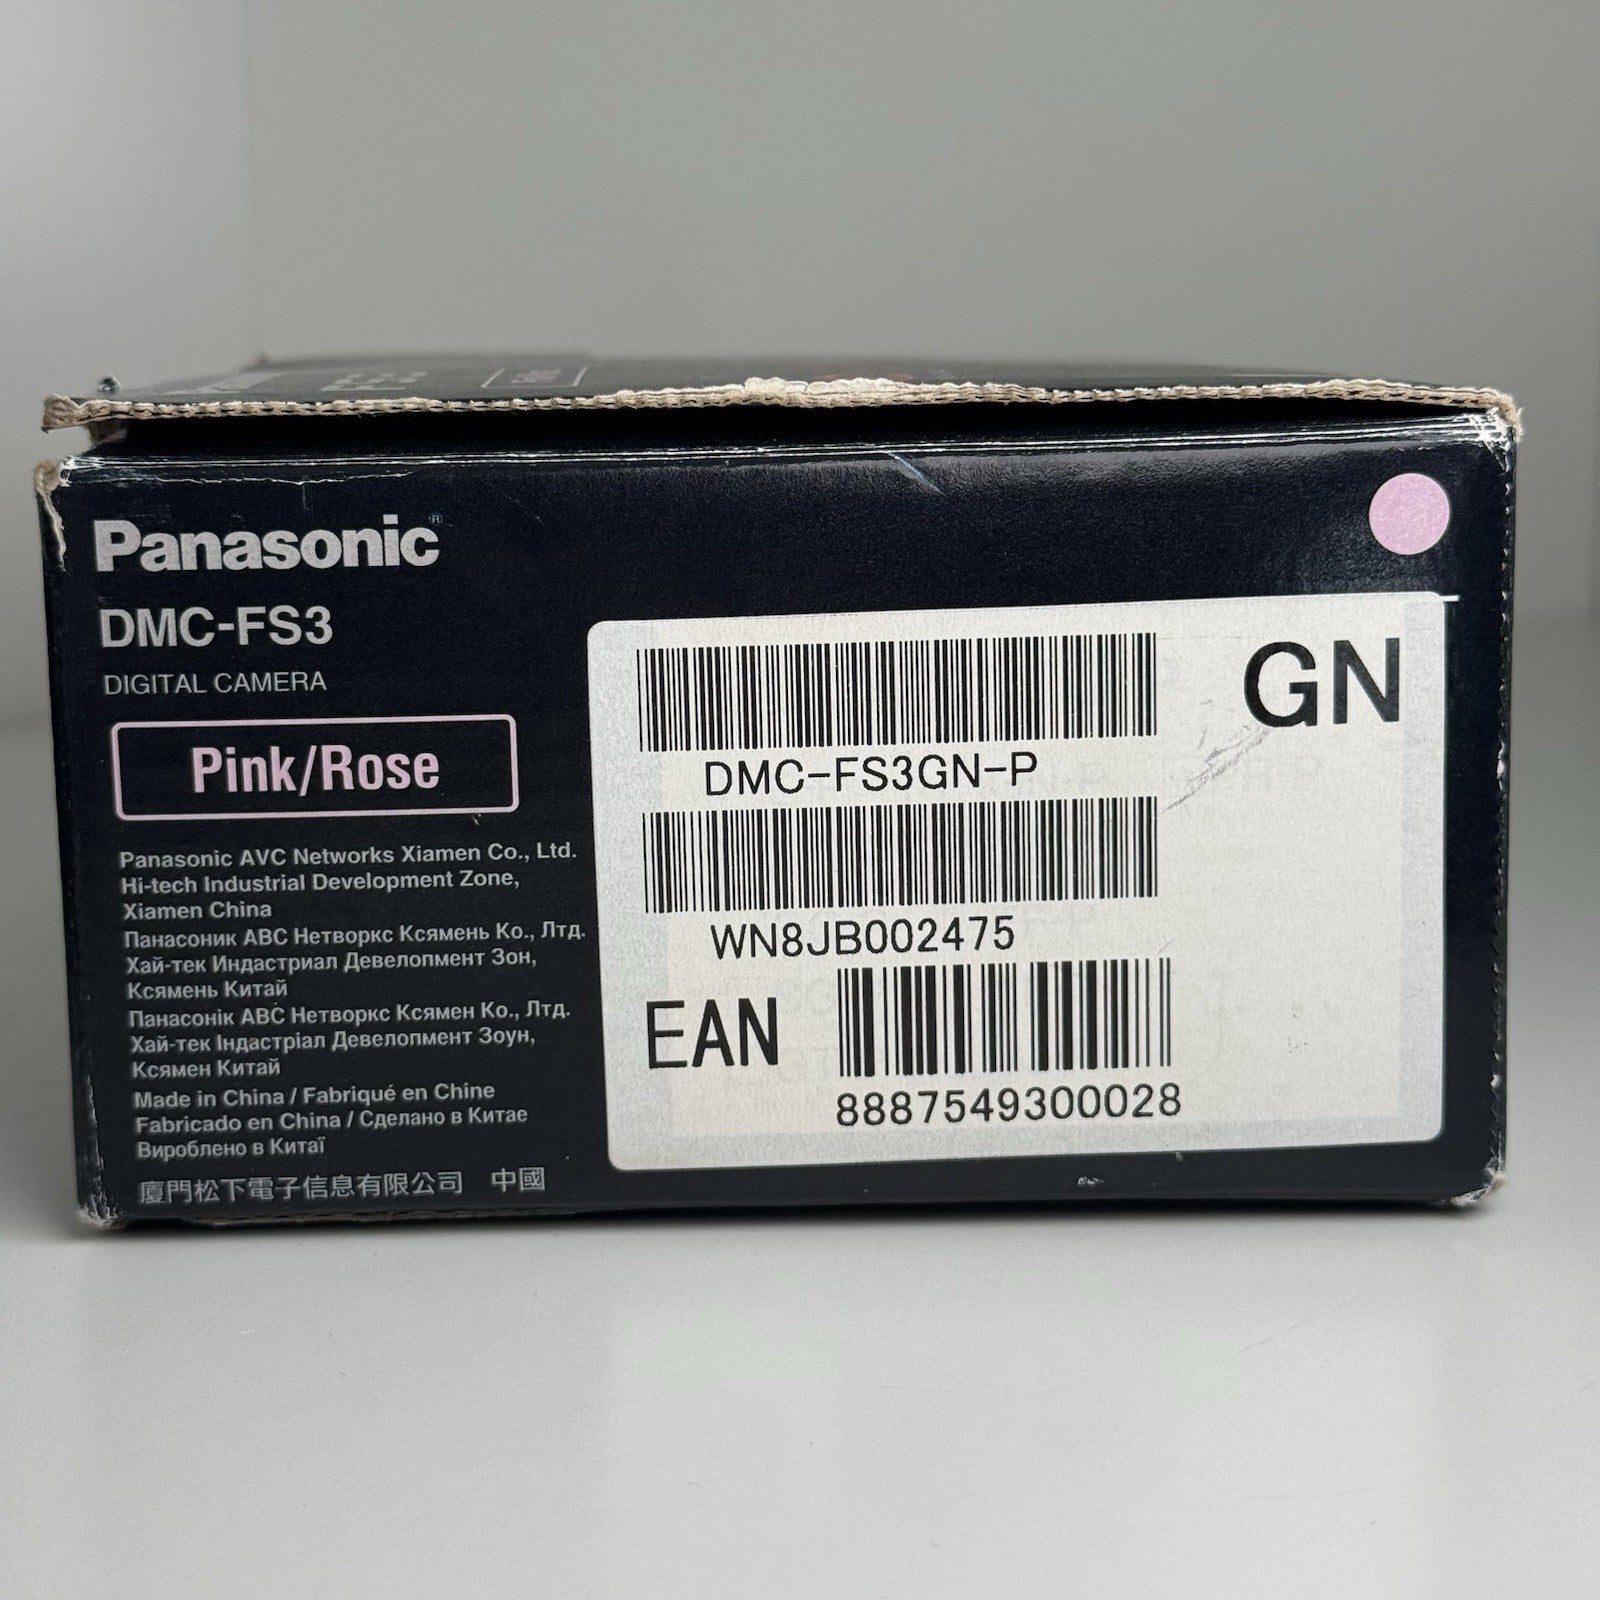 Panasonic®
DMC-FS3
DIGITAL CAMERA
Pink/Rose
Panasonic AVC Networks Xiamen Co., Ltd.
Hi-tech Industrial Development Zone,
Xiamen China
Панасоник АВС Нетворкс Ксямень Ко., Лтд.
Хай-тек Индастриал Девелопмент Зон,
Ксямень Китай
Панасонік АВС Нетворкс Ксямен Ко., Лтд.
Хай-тек Індастріал Девелопмент Зоун,
Ксямен Китай
Made in China / Fabriqué en Chine
Fabricado en China / Сделано в Китае
Вироблено в Китаї
廈門松下電子信息有限公司 中國
GN
DMC-FS3GN-P
WN8JB002475
EAN
8887549300028